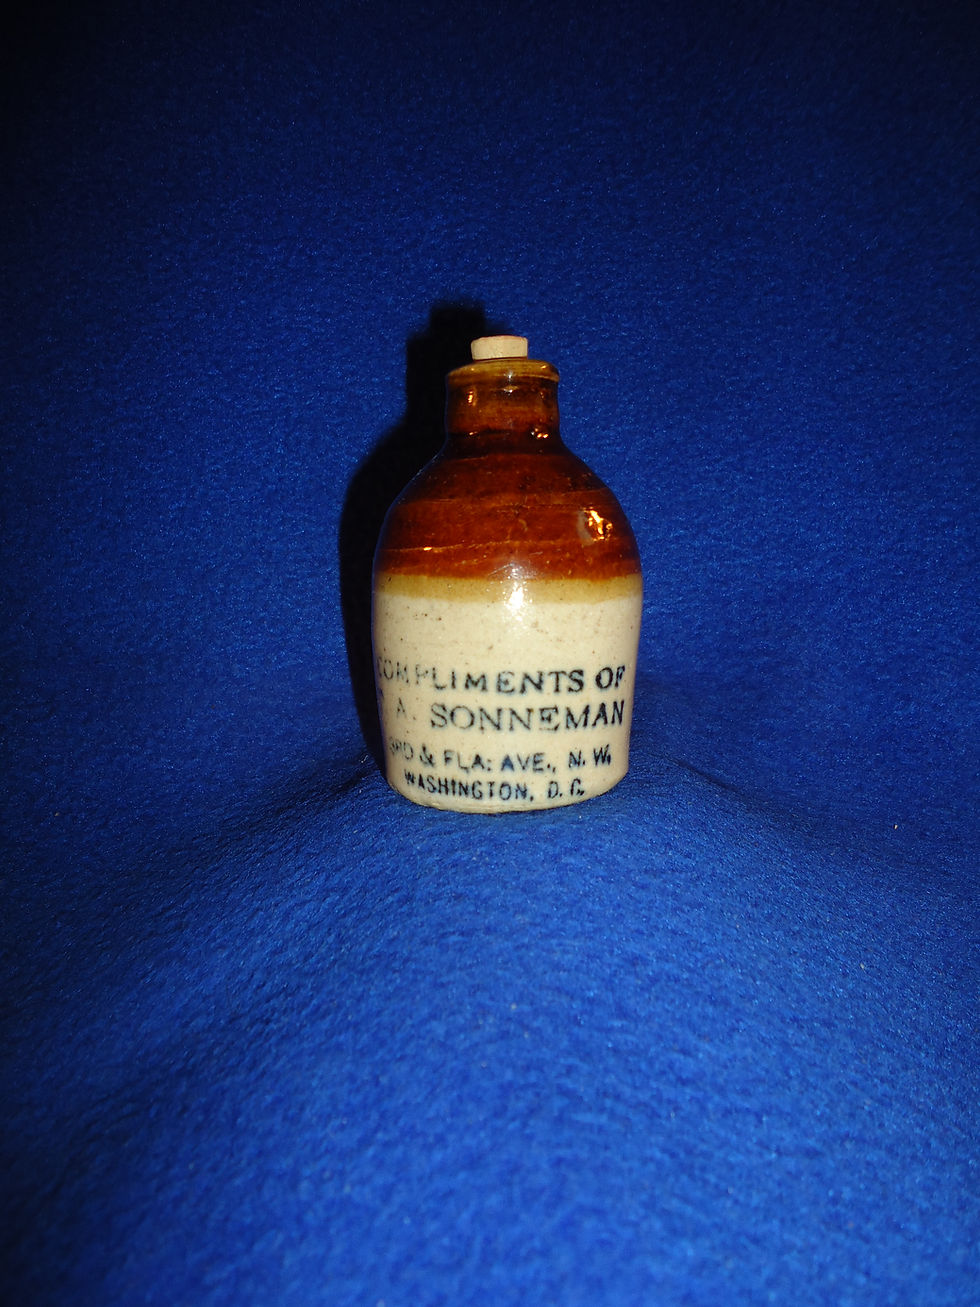 COMPLIMENTS OF
A. SONNEMAN
3RD & FLA: AVE., N. W.
WASHINGTON, D. C.